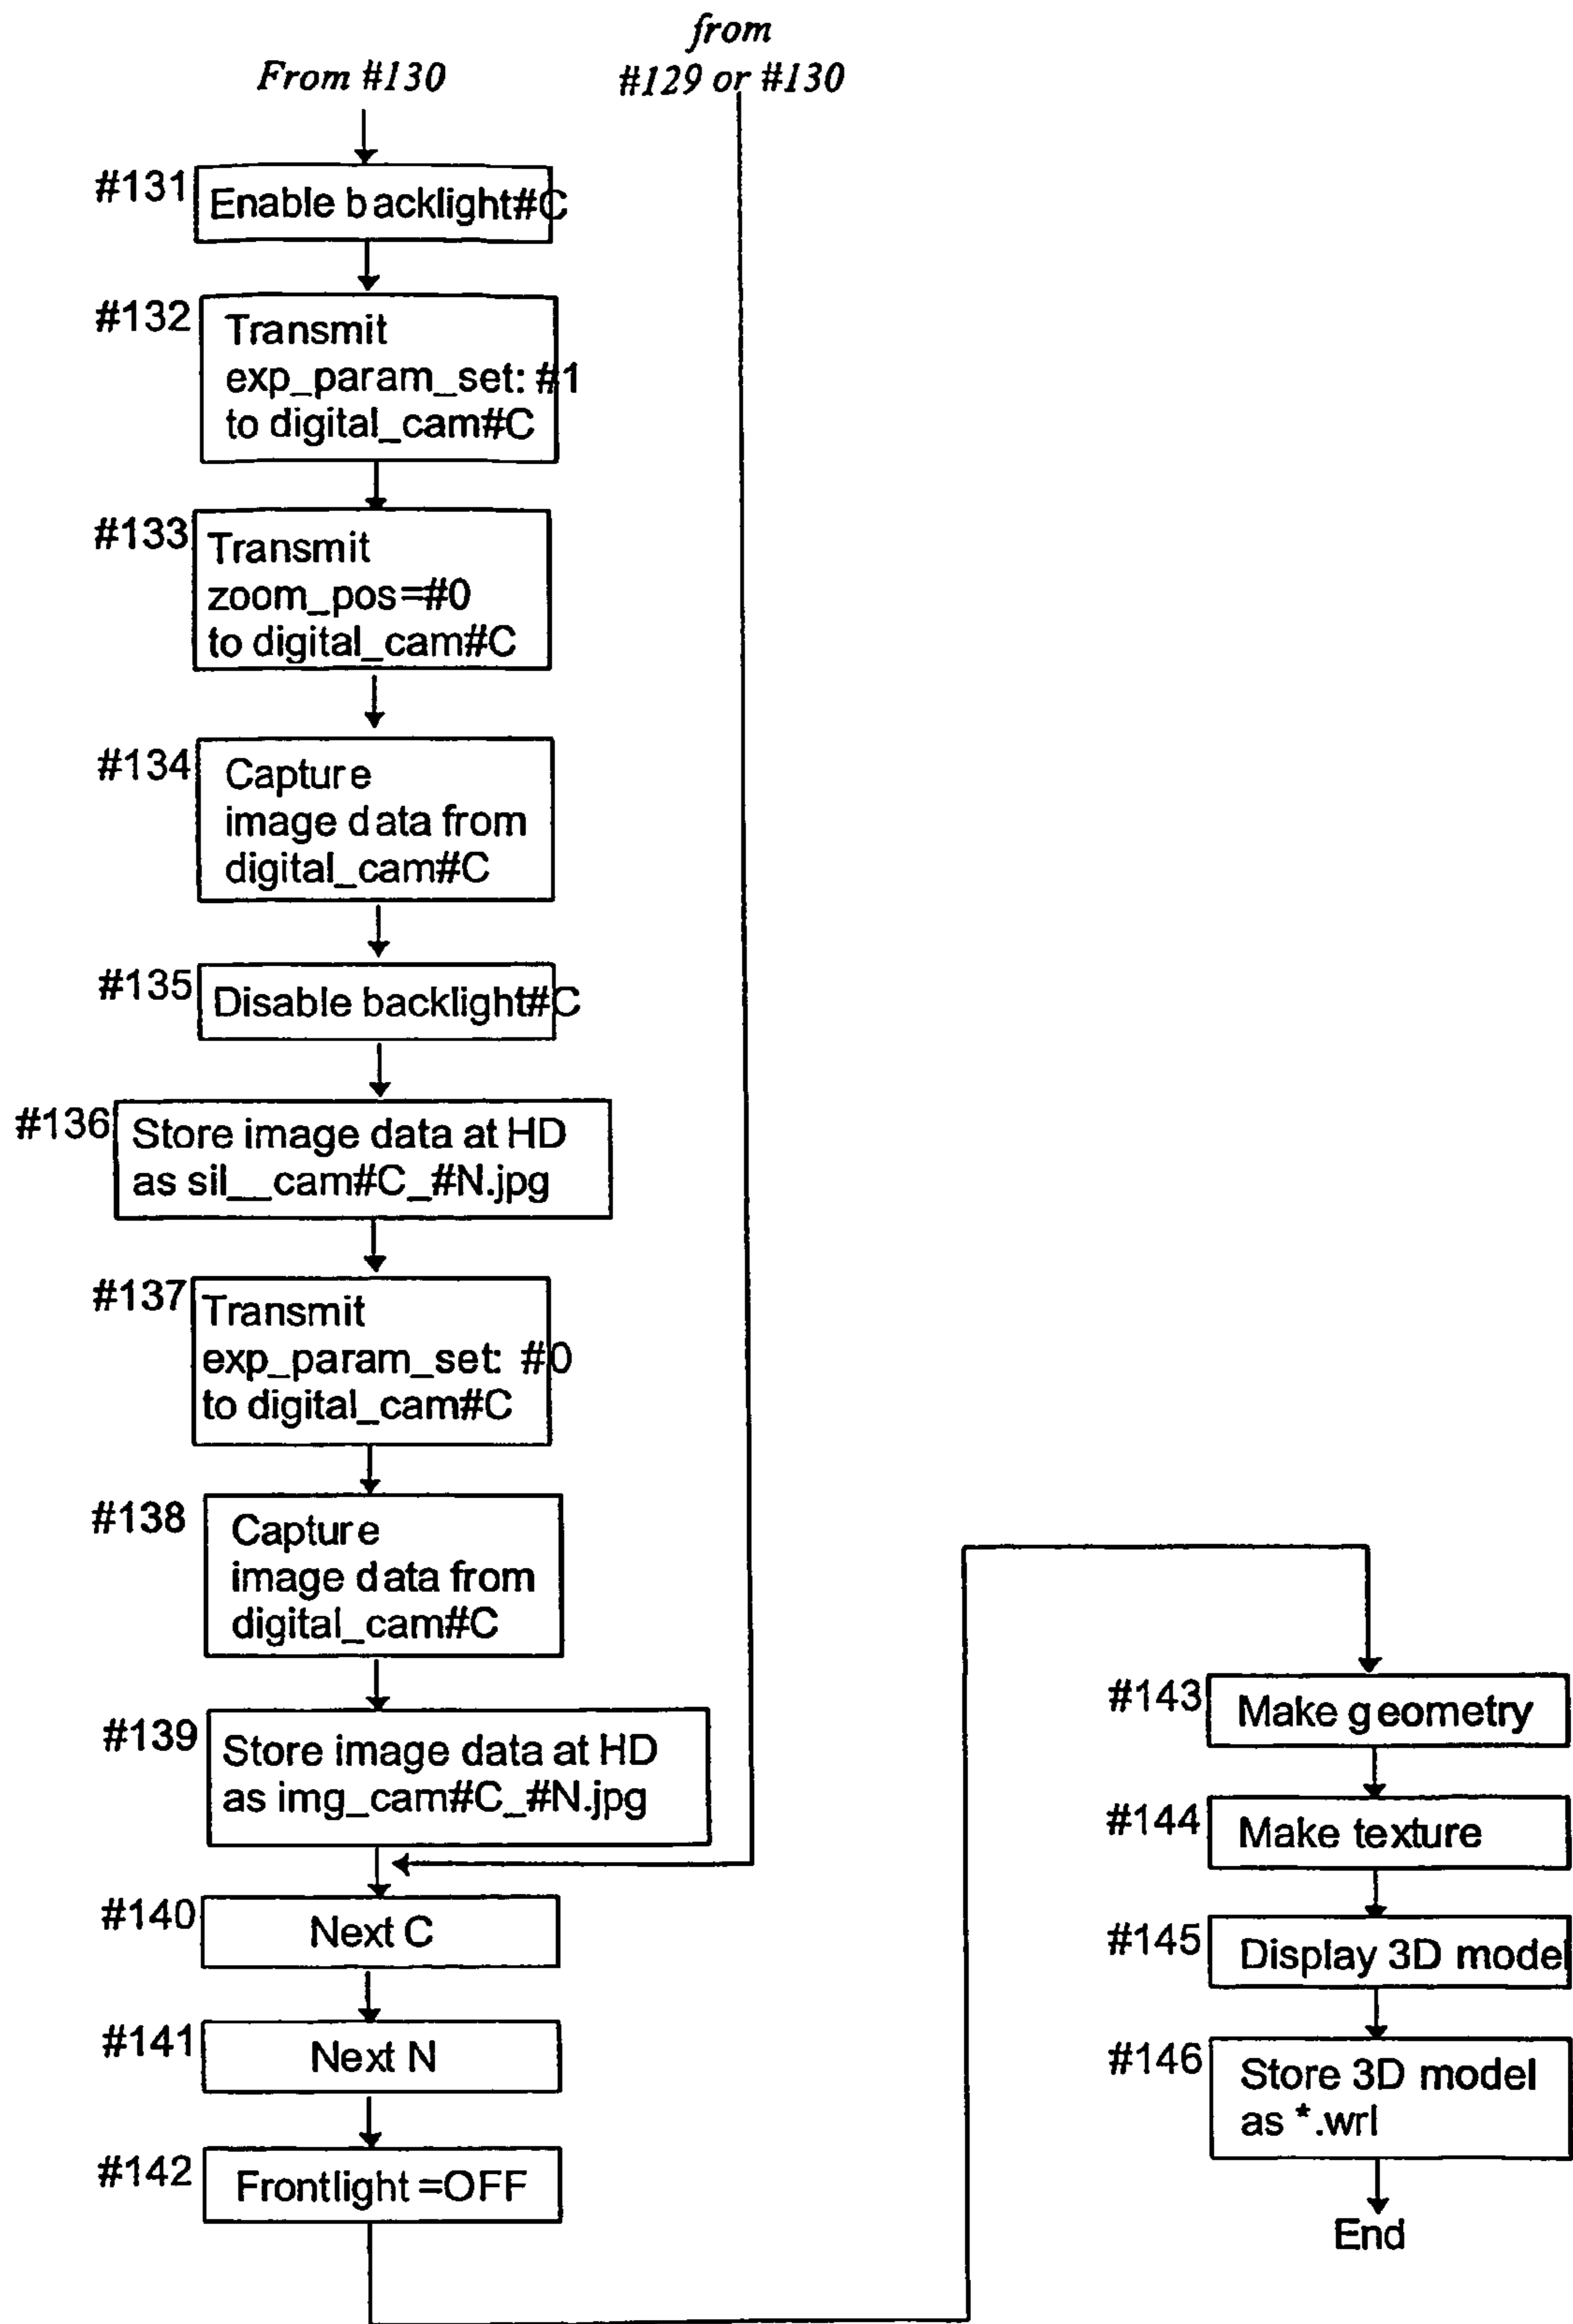 From #130
from
#129 or #130
#131
Enable backlight#C
#132
Transmit
exp_param_set: #1
to digital_cam#C
#133
Transmit
zoom_pos=#0
to digital_cam#C
#134
Capture
image data from
digital_cam#C
#135
Disable backlight#C
#136
Store image data at HD
as sil__cam#C_#N.jpg
#137
Transmit
exp_param_set: #0
to digital_cam#C
#138
Capture
image data from
digital_cam#C
#139
Store image data at HD
as img_cam#C_#N.jpg
#140
Next C
#141
Next N
#142
Frontlight =OFF
#143
Make geometry
#144
Make texture
#145
Display 3D model
#146
Store 3D model
as *.wrl
End